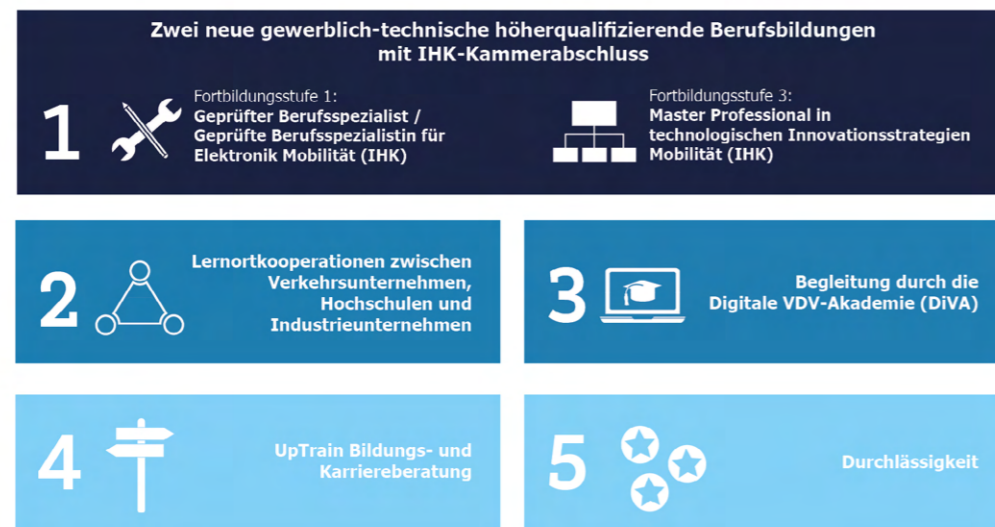 Zwei neue gewerblich-technische höherqualifizierende Berufsbildungen
mit IHK-Kammerabschluss
1
Fortbildungsstufe 1:
Geprüfter Berufsspezialist /
Geprüfte Berufsspezialistin für
Elektronik Mobilität (IHK)
Fortbildungsstufe 3:
Master Professional in
technologischen Innovationsstrategien
Mobilität (IHK)
2
Lernortkooperationen zwischen
Verkehrsunternehmen,
Hochschulen und
Industrieunternehmen
3
Begleitung durch die
Digitale VDV-Akademie (DiVA)
4
UpTrain Bildungs- und
Karriereberatung
5
Durchlässigkeit